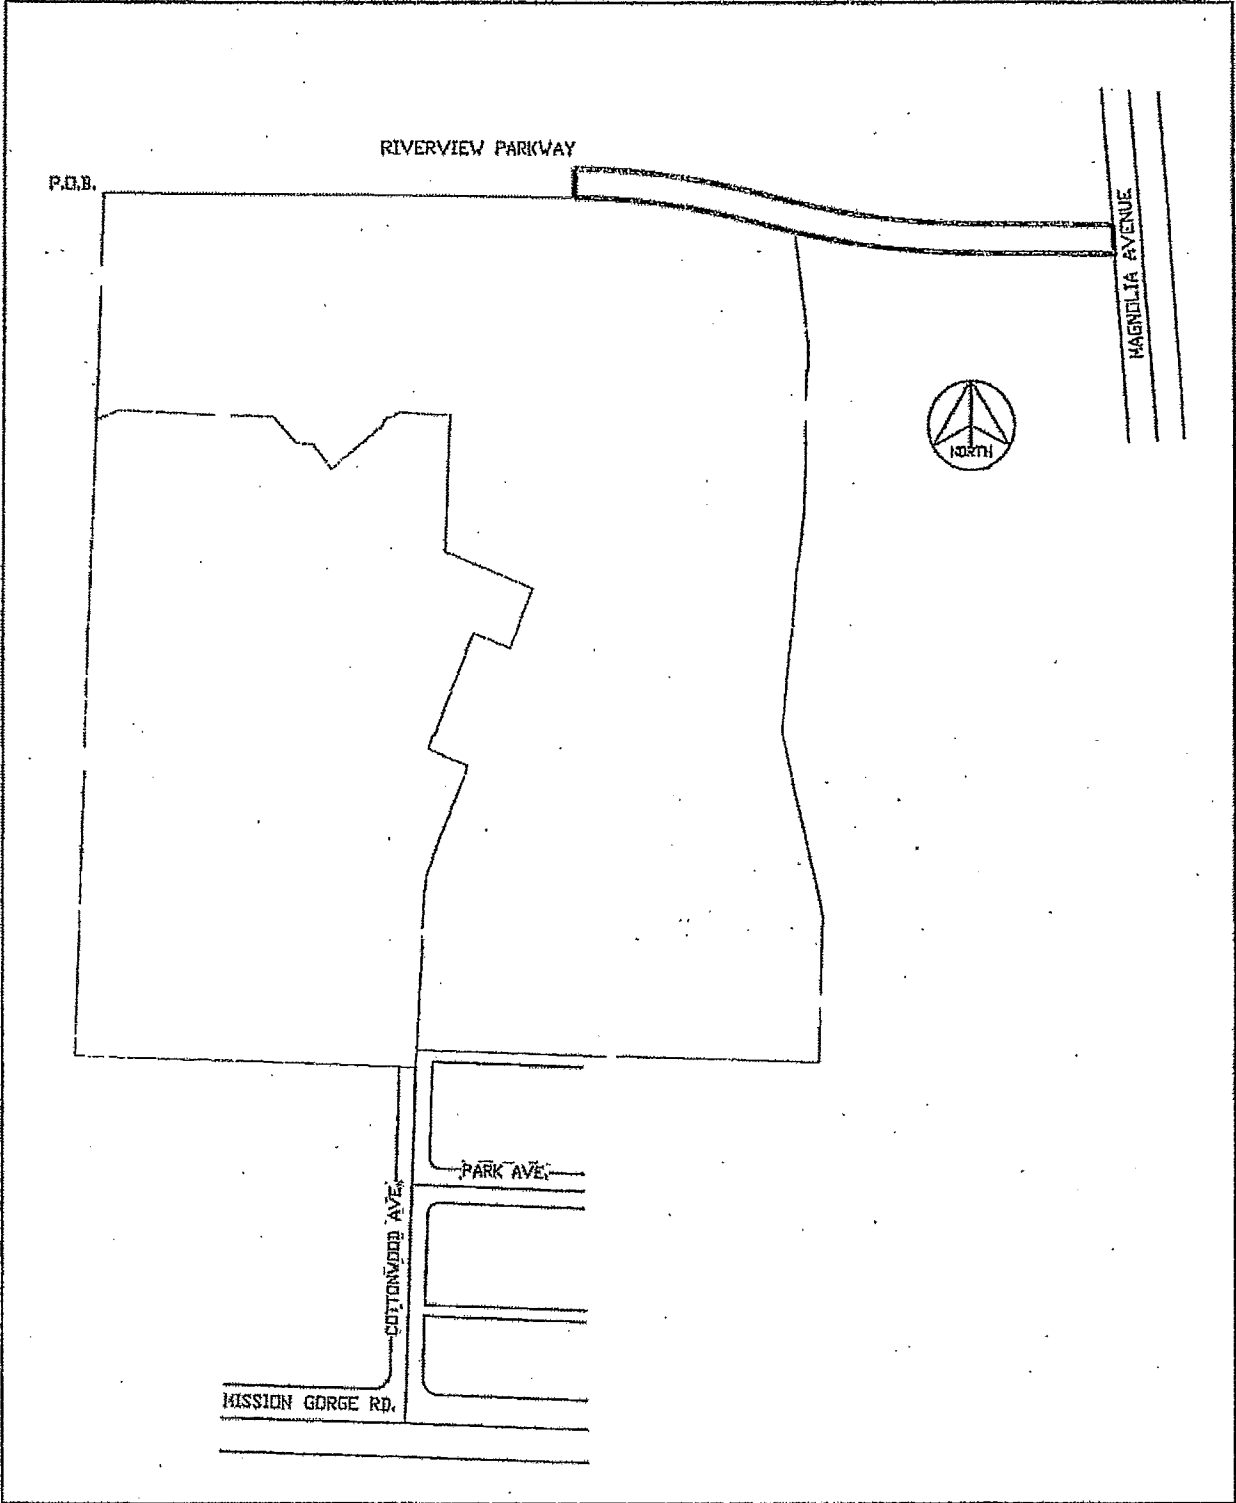 RIVERVIEW PARKWAY
P.O.B.
MAGNOLIA AVENUE
NORTH
PARK AVE.
COTTONWOOD AVE.
MISSION GORGE RD.